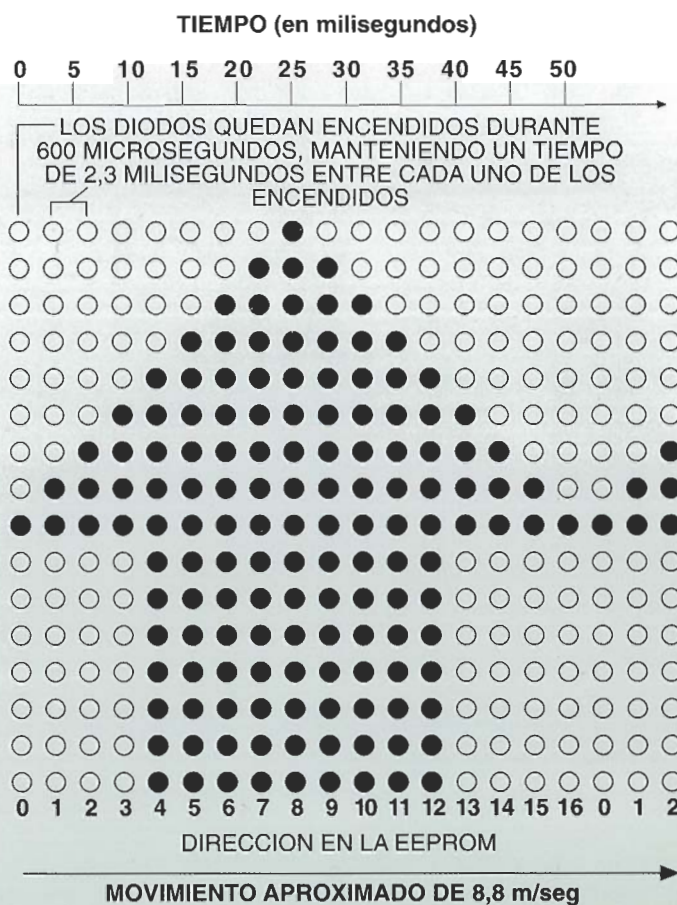 TIEMPO (en milisegundos)
0 5 10 15 20 25 30 35 40 45 50
LOS DIODOS QUEDAN ENCENDIDOS DURANTE
600 MICROSEGUNDOS, MANTENIENDO UN TIEMPO
DE 2,3 MILISEGUNDOS ENTRE CADA UNO DE LOS
ENCENDIDOS
0 1 2 3 4 5 6 7 8 9 10 11 12 13 14 15 16 0 1 2
DIRECCION EN LA EEPROM
MOVIMIENTO APROXIMADO DE 8,8 m/seg